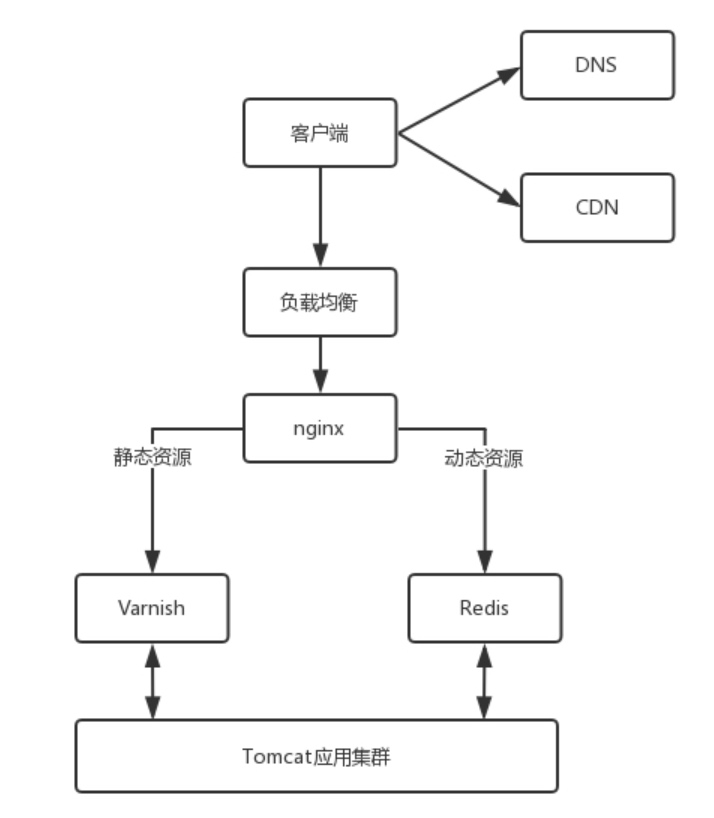 DNS
客户端
CDN
负载均衡
nginx
静态资源
动态资源
Varnish
Redis
Tomcat应用集群